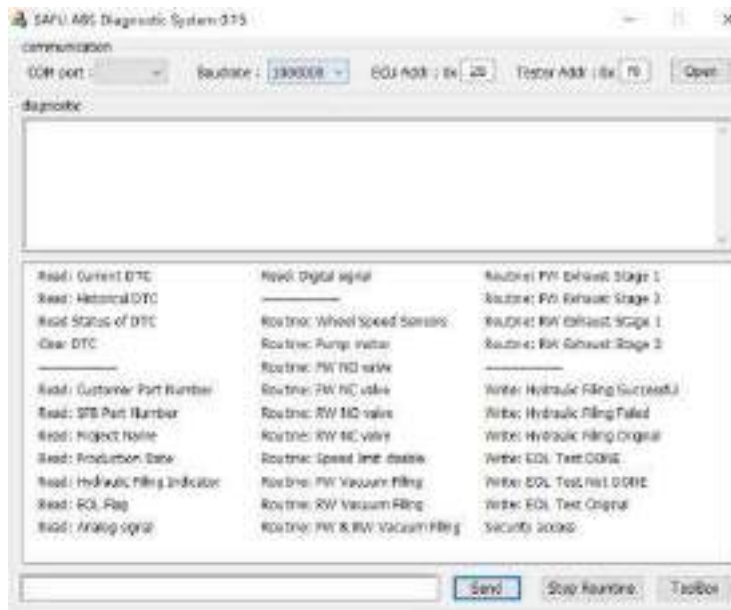 ABS Diagnostic System
communication
COM port :
Baudrate :
ECU Addr : 0x
Tester Addr : 0x
Open
diagnostic
Read: Current DTC
Read: Historical DTC
Read Status of DTC
Clear DTC
Read: Customer Part Number
Read: SFB Part Number
Read: Project Name
Read: Production Date
Read: Hydraulic Filling Indicator
Read: EOL Flag
Read: Analog signal
Read: Digital signal
Routine: Wheel Speed Sensors
Routine: Pump motor
Routine: FW NO valve
Routine: FW NC valve
Routine: RW NO valve
Routine: RW NC valve
Routine: Speed limit disable
Routine: FW Vacuum Filling
Routine: RW Vacuum Filling
Routine: FW & RW Vacuum Filling
Routine: FW Exhaust Stage 1
Routine: FW Exhaust Stage 2
Routine: RW Exhaust Stage 1
Routine: RW Exhaust Stage 2
Write: Hydraulic Filling Successful
Write: Hydraulic Filling Failed
Write: Hydraulic Filling Original
Write: EOL Test DONE
Write: EOL Test Not DONE
Write: EOL Test Original
Security access
Send
Stop Rountine
ToolBox